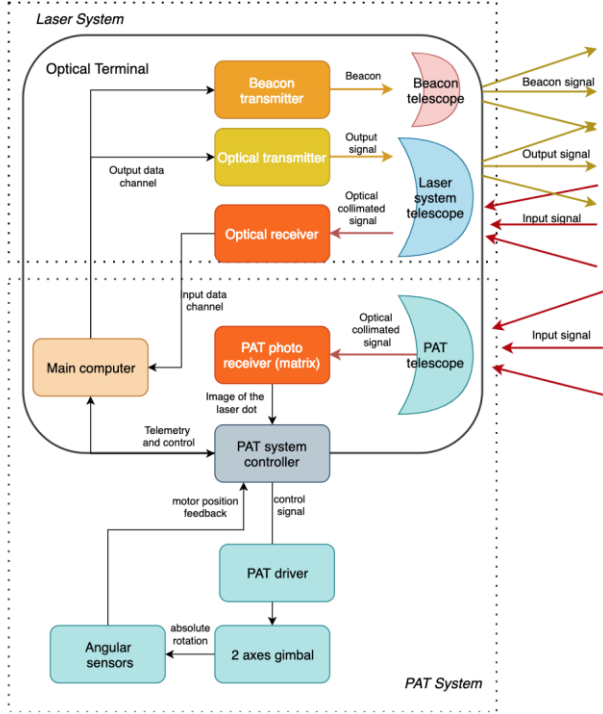 Laser System
Optical Terminal
Beacon
transmitter
Beacon
Beacon
telescope
Beacon signal
Optical transmitter
Output
signal
Output data
channel
Laser
system
telescope
Output signal
Optical
collimated
signal
Optical receiver
Input signal
Input data
channel
Optical
collimated
signal
PAT photo
receiver (matrix)
PAT
telescope
Input signal
Main computer
Image of the
laser dot
Telemetry
and control
PAT system
controller
motor position
feedback
control
signal
PAT driver
absolute
rotation
Angular
sensors
2 axes gimbal
PAT System